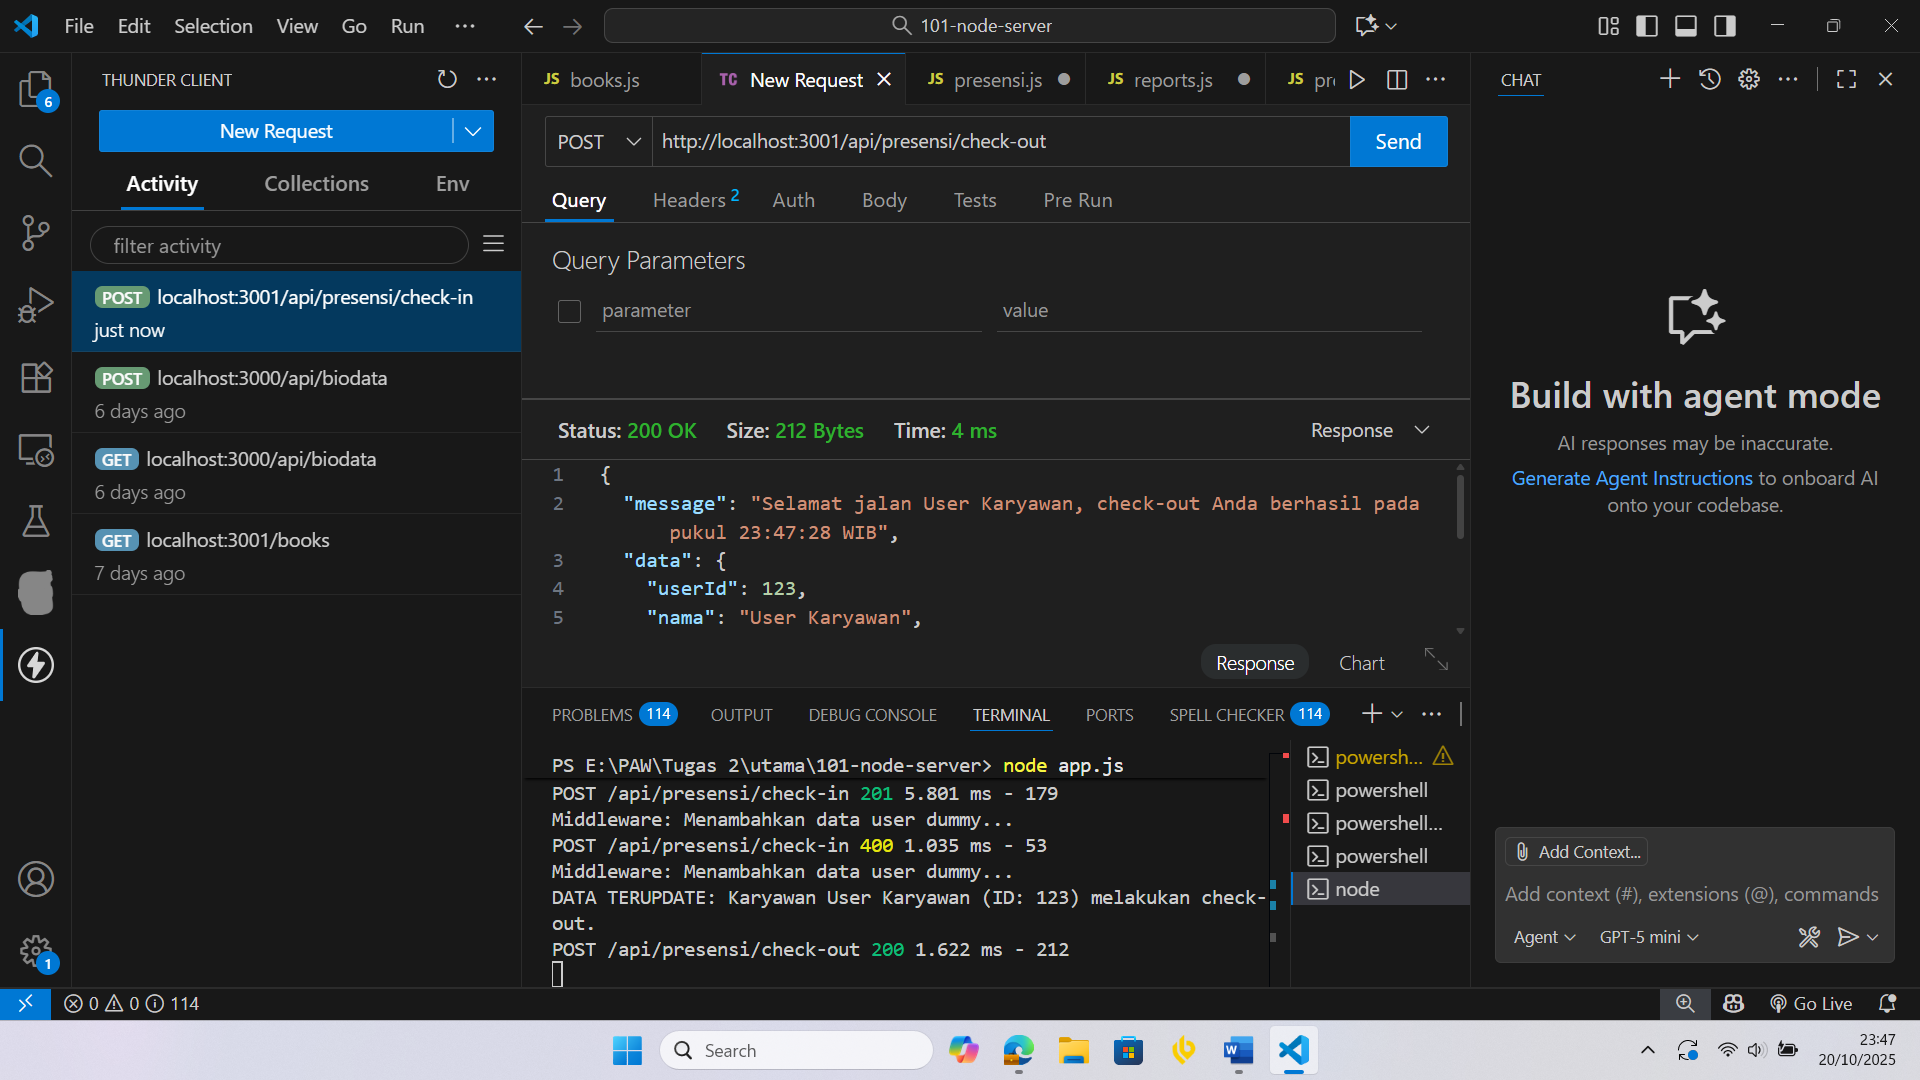 File Edit Selection View Go Run ···
101-node-server
6
1
THUNDER CLIENT
New Request
Activity Collections Env
filter activity
POST localhost:3001/api/presensi/check-in
just now
POST localhost:3000/api/biodata
6 days ago
GET localhost:3000/api/biodata
6 days ago
GET localhost:3001/books
7 days ago
JS books.js
TC New Request
JS presensi.js
JS reports.js
JS pr
POST http://localhost:3001/api/presensi/check-out Send
Query Headers 2 Auth Body Tests Pre Run
Query Parameters
parameter value
Status: 200 OK Size: 212 Bytes Time: 4 ms Response
1 {
2 "message": "Selamat jalan User Karyawan, check-out Anda berhasil pada
pukul 23:47:28 WIB",
3 "data": {
4 "userId": 123,
5 "nama": "User Karyawan",
Response Chart
PROBLEMS 114 OUTPUT DEBUG CONSOLE TERMINAL PORTS SPELL CHECKER 114
PS E:\PAW\Tugas 2\utama\101-node-server> node app.js
POST /api/presensi/check-in 201 5.801 ms - 179
Middleware: Menambahkan data user dummy...
POST /api/presensi/check-in 400 1.035 ms - 53
Middleware: Menambahkan data user dummy...
DATA TERUPDATE: Karyawan User Karyawan (ID: 123) melakukan check-
out.
POST /api/presensi/check-out 200 1.622 ms - 212
powersh...
powershell
powershell...
powershell
node
CHAT
Build with agent mode
AI responses may be inaccurate.
Generate Agent Instructions to onboard AI
onto your codebase.
Add Context...
Add context (#), extensions (@), commands
Agent GPT-5 mini
0 0 114
Go Live
Search
23:47
20/10/2025